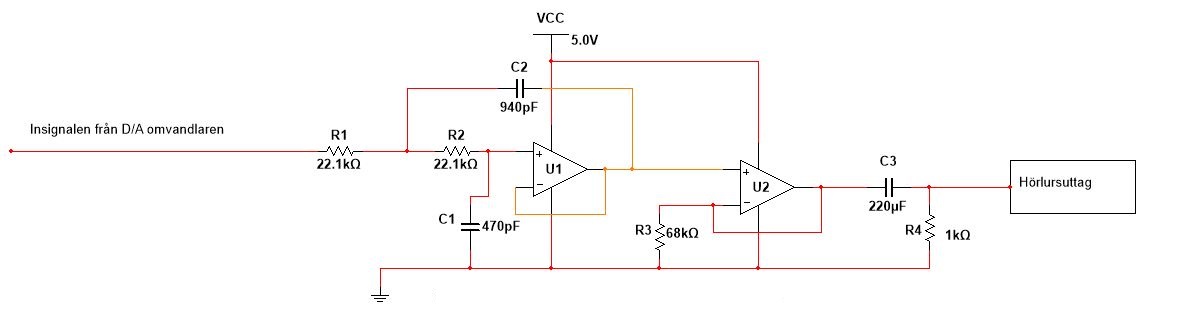 VCC
5.0V
C2
940pF
Insignalen från D/A omvandlaren
R1
22.1kΩ
R2
22.1kΩ
+
U1
−
C1
470pF
+
U2
−
R3
68kΩ
C3
220µF
R4
1kΩ
Hörlursuttag